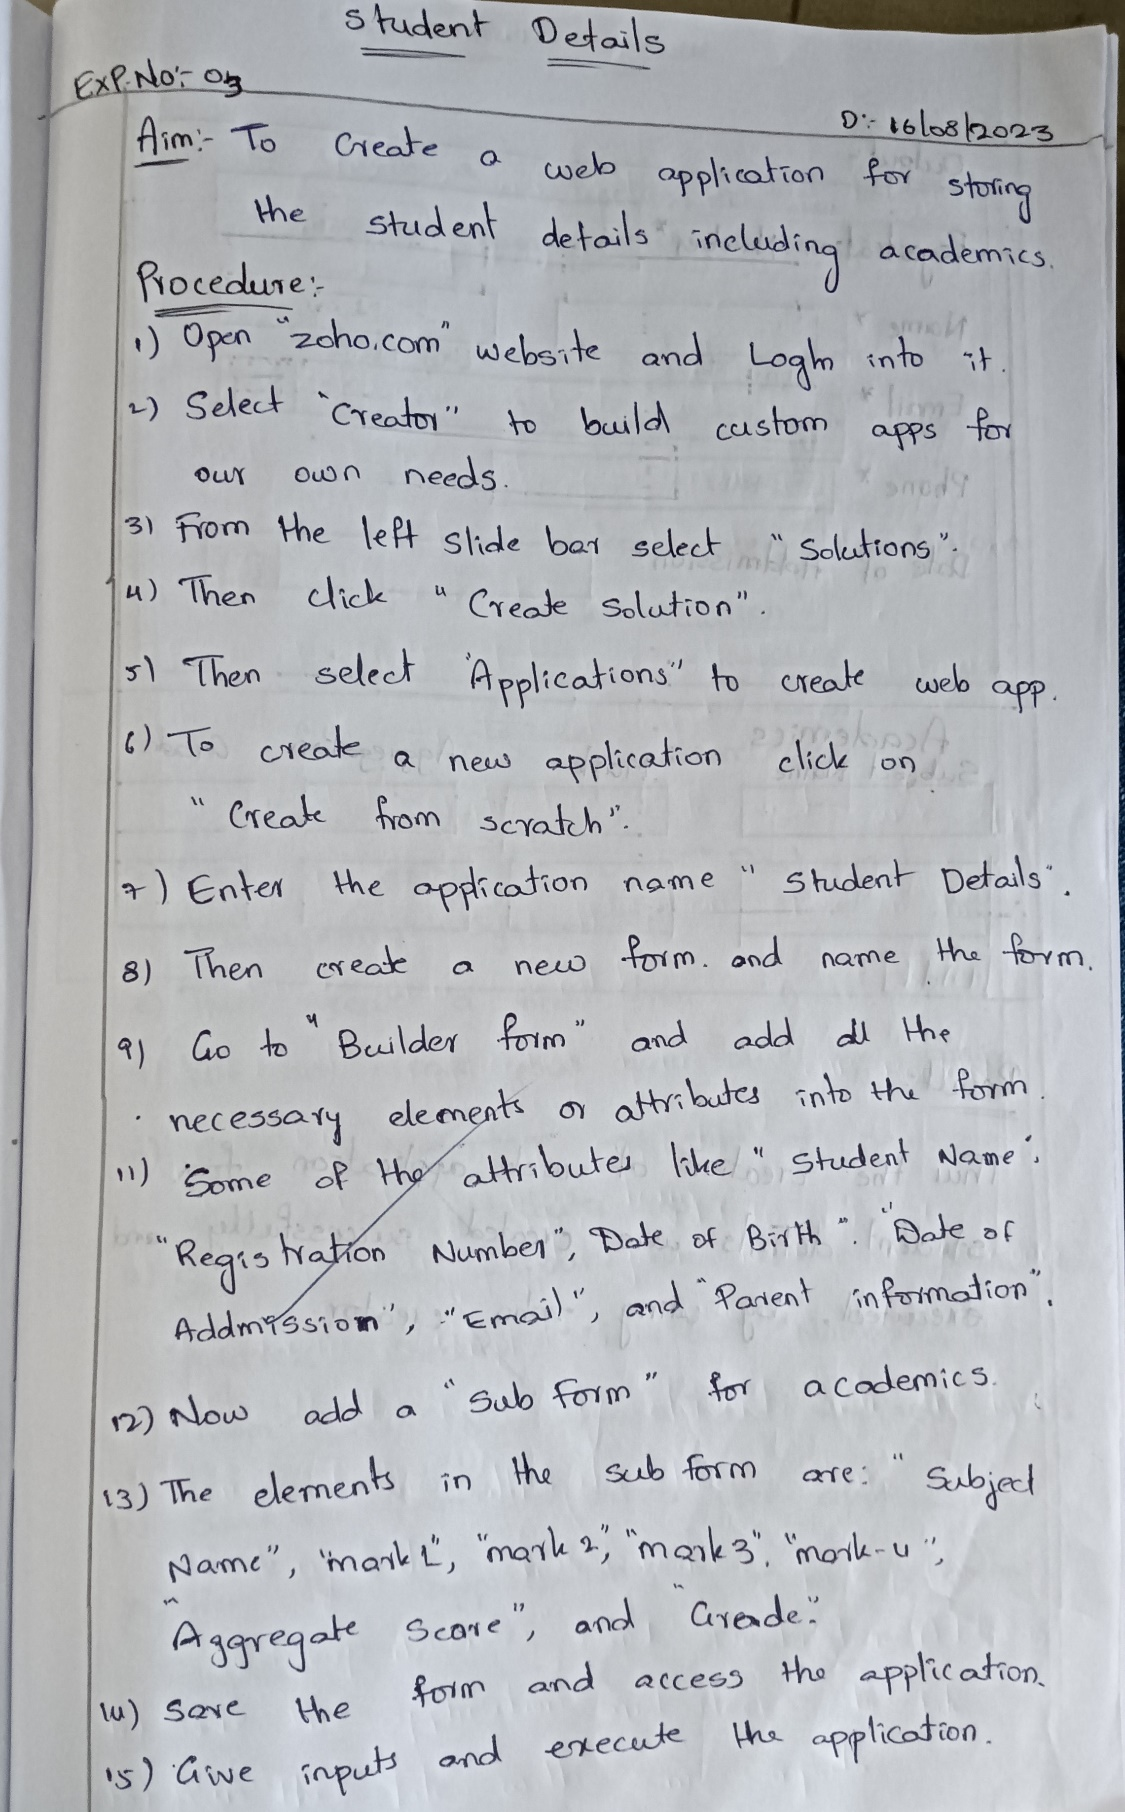 Student Details
EXP.NO:- 03
D:- 16/08/2023
Aim:- To Create a web application for storing
the student details including academics.
Procedure:-
1) Open "zoho.com" website and LogIn into it.
2) Select "Creator" to build custom apps for
our own needs.
3) From the left slide bar select "Solutions".
4) Then click "Create solution".
5) Then select "Applications" to create web app.
6) To create a new application click on
"Create from scratch".
7) Enter the application name "Student Details".
8) Then create a new form. and name the form.
9) Go to "Builder form" and add all the
necessary elements or attributes into the form.
11) Some of the attributes like "Student Name",
"Registration Number", Date of Birth". "Date of
Addmission", "Email", and "Parent information".
12) Now add a "Sub form" for academics.
13) The elements in the sub form are: "Subject
Name", "mark 1", "mark 2", "mark 3", "mark-4",
"Aggregate Score", and "Grade".
14) Save the form and access the application.
15) Give inputs and execute the application.